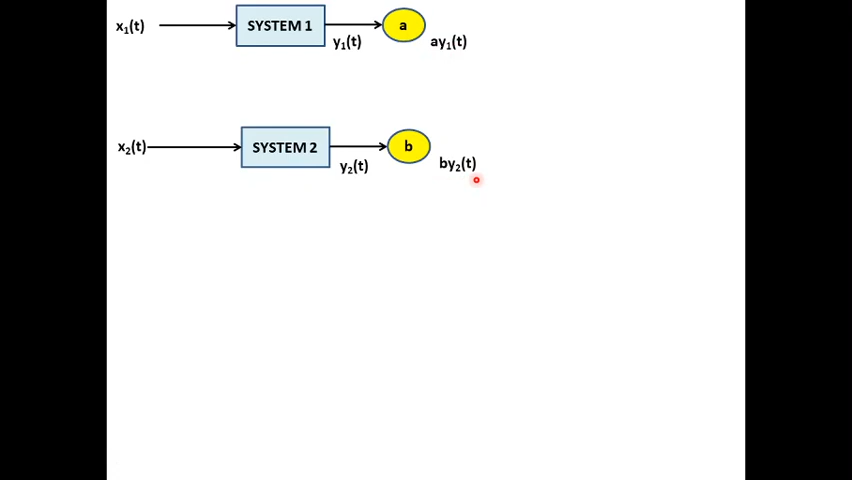 x₁(t) SYSTEM 1 a
y₁(t) ay₁(t)
x₂(t) SYSTEM 2 b
y₂(t) by₂(t)